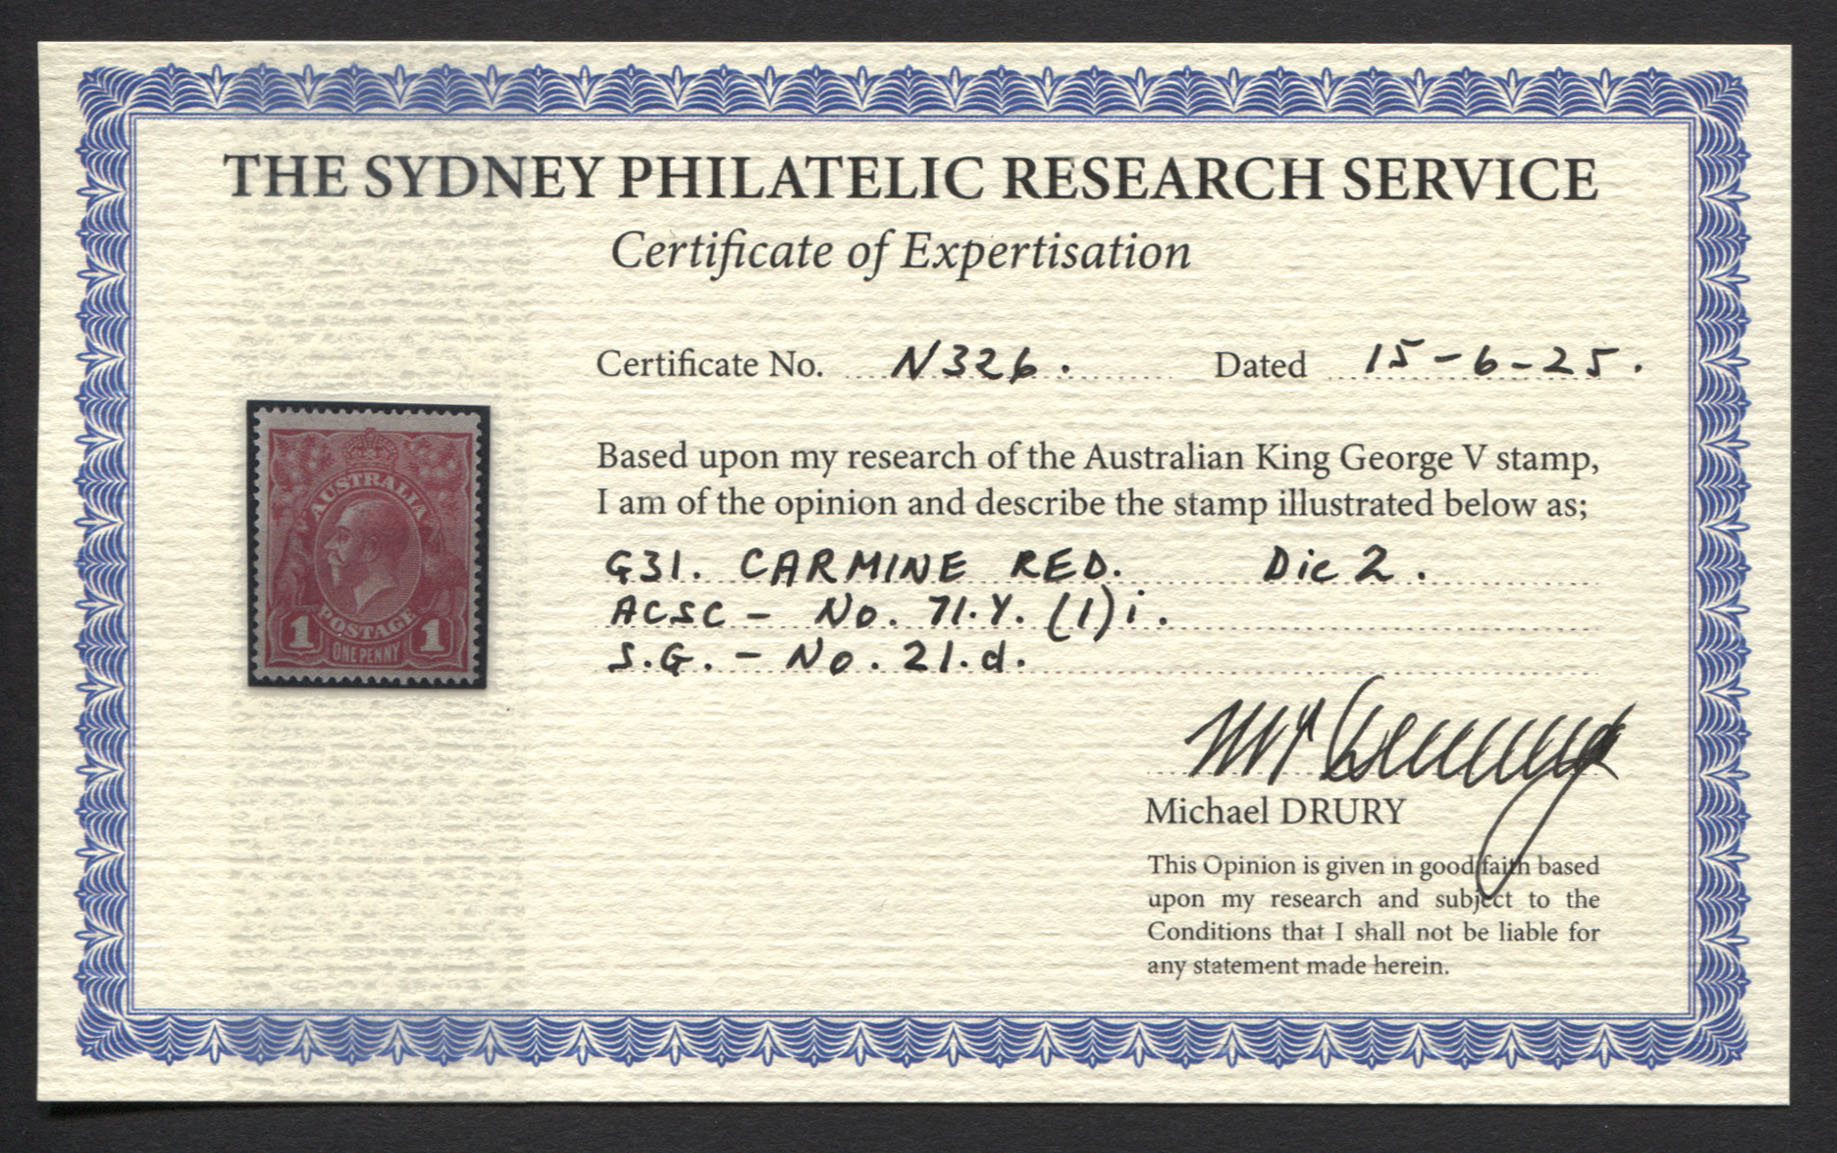 THE SYDNEY PHILATELIC RESEARCH SERVICE
Certificate of Expertisation
Certificate No. N326. Dated 15-6-25.
Based upon my research of the Australian King George V stamp,
I am of the opinion and describe the stamp illustrated below as;
G31. CARMINE RED. Die 2.
ACSC - No. 71.Y. (1)i.
S.G. - No. 21.d.
AUSTRALIA
POSTAGE
1 1
ONE PENNY
Michael DRURY
This Opinion is given in good faith based
upon my research and subject to the
Conditions that I shall not be liable for
any statement made herein.